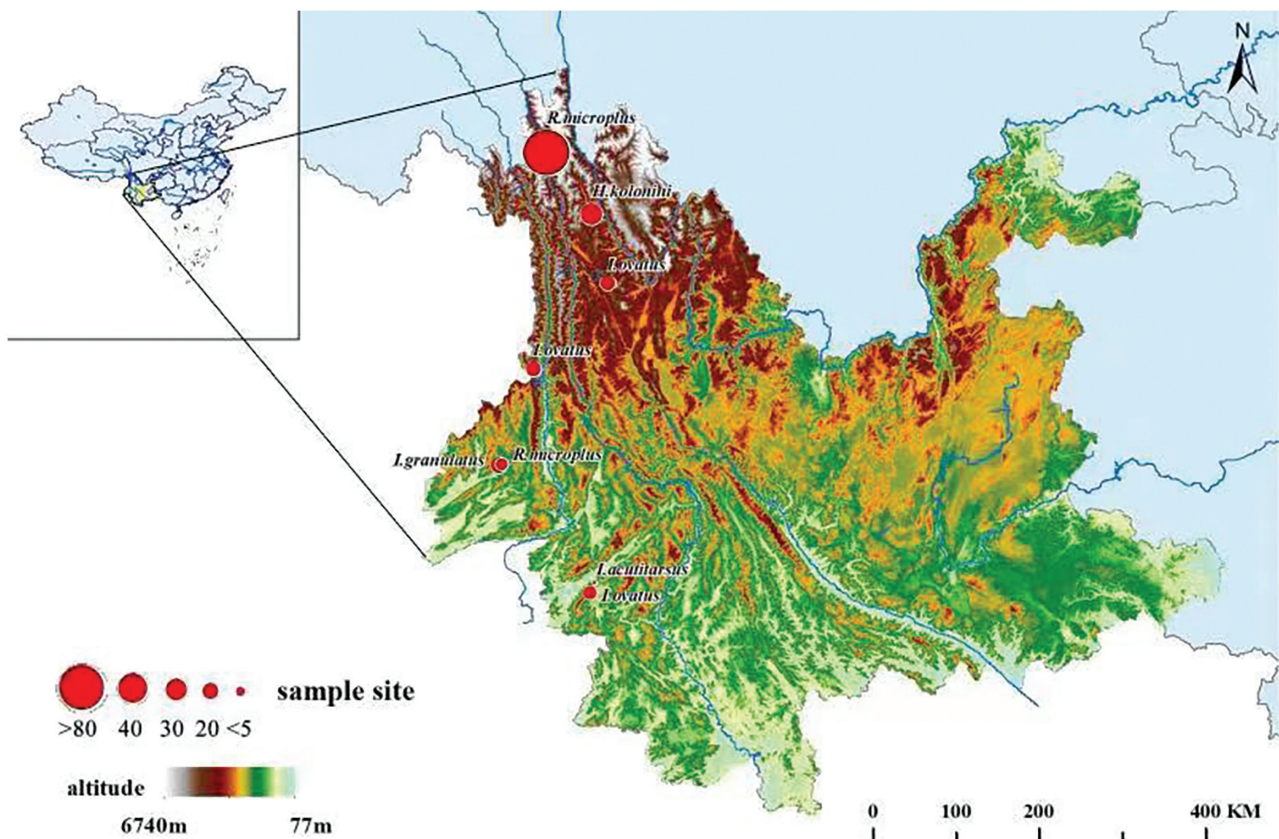 N
R.microplus
H.kolonini
I.ovatus
I.ovatus
I.granulatus
R.microplus
I.acutitarsus
I.ovatus
sample site
>80 40 30 20 <5
altitude
6740m 77m
0 100 200 400 KM